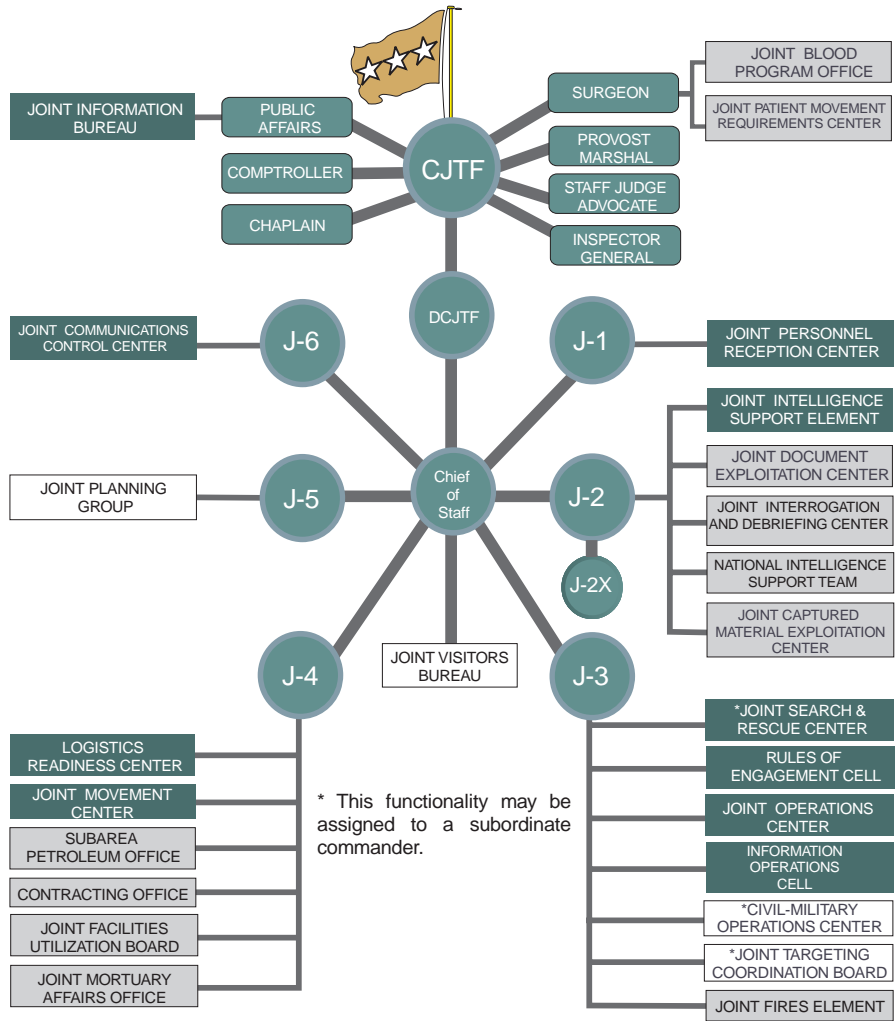 JOINT BLOOD
PROGRAM OFFICE
SURGEON
JOINT INFORMATION
BUREAU
PUBLIC
AFFAIRS
JOINT PATIENT MOVEMENT
REQUIREMENTS CENTER
PROVOST
MARSHAL
CJTF
COMPTROLLER
STAFF JUDGE
ADVOCATE
CHAPLAIN
INSPECTOR
GENERAL
DCJTF
JOINT COMMUNICATIONS
CONTROL CENTER
J-6
J-1
JOINT PERSONNEL
RECEPTION CENTER
JOINT INTELLIGENCE
SUPPORT ELEMENT
JOINT DOCUMENT
EXPLOITATION CENTER
JOINT PLANNING
GROUP
J-5
Chief
of
Staff
J-2
JOINT INTERROGATION
AND DEBRIEFING CENTER
J-2X
NATIONAL INTELLIGENCE
SUPPORT TEAM
JOINT CAPTURED
MATERIAL EXPLOITATION
CENTER
J-4
JOINT VISITORS
BUREAU
J-3
*JOINT SEARCH &
RESCUE CENTER
LOGISTICS
READINESS CENTER
RULES OF
ENGAGEMENT CELL
JOINT MOVEMENT
CENTER
* This functionality may be
assigned to a subordinate
commander.
JOINT OPERATIONS
CENTER
SUBAREA
PETROLEUM OFFICE
INFORMATION
OPERATIONS
CELL
CONTRACTING OFFICE
*CIVIL-MILITARY
OPERATIONS CENTER
JOINT FACILITIES
UTILIZATION BOARD
*JOINT TARGETING
COORDINATION BOARD
JOINT MORTUARY
AFFAIRS OFFICE
JOINT FIRES ELEMENT